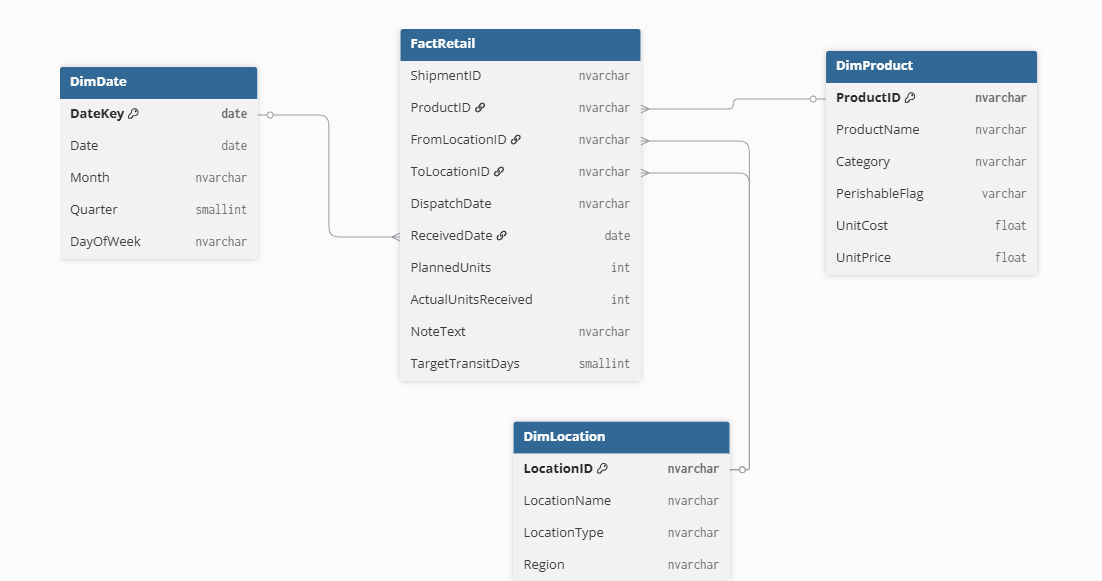 DimDate
DateKey date
Date date
Month nvarchar
Quarter smallint
DayOfWeek nvarchar
FactRetail
ShipmentID nvarchar
ProductID nvarchar
FromLocationID nvarchar
ToLocationID nvarchar
DispatchDate nvarchar
ReceivedDate date
PlannedUnits int
ActualUnitsReceived int
NoteText nvarchar
TargetTransitDays smallint
DimProduct
ProductID nvarchar
ProductName nvarchar
Category nvarchar
PerishableFlag varchar
UnitCost float
UnitPrice float
DimLocation
LocationID nvarchar
LocationName nvarchar
LocationType nvarchar
Region nvarchar